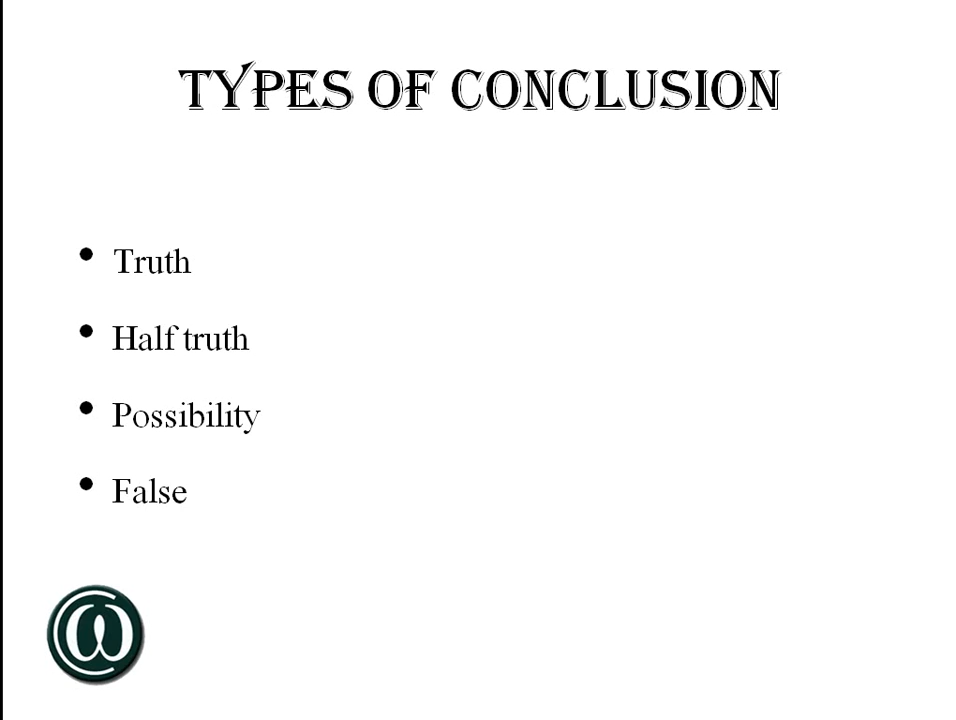 TYPES OF CONCLUSION
• Truth
• Half truth
• Possibility
• False